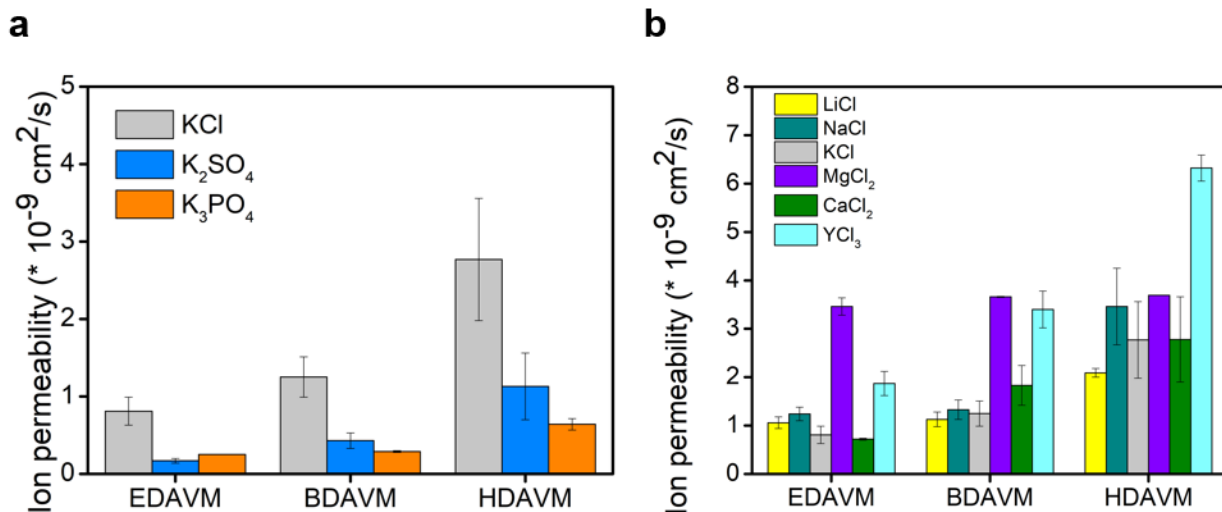 a
Ion permeability (* 10⁻⁹ cm²/s)
5
4
3
2
1
0
KCl
K₂SO₄
K₃PO₄
EDAVM BDAVM HDAVM
b
Ion permeability (* 10⁻⁹ cm²/s)
8
7
6
5
4
3
2
1
0
LiCl
NaCl
KCl
MgCl₂
CaCl₂
YCl₃
EDAVM BDAVM HDAVM